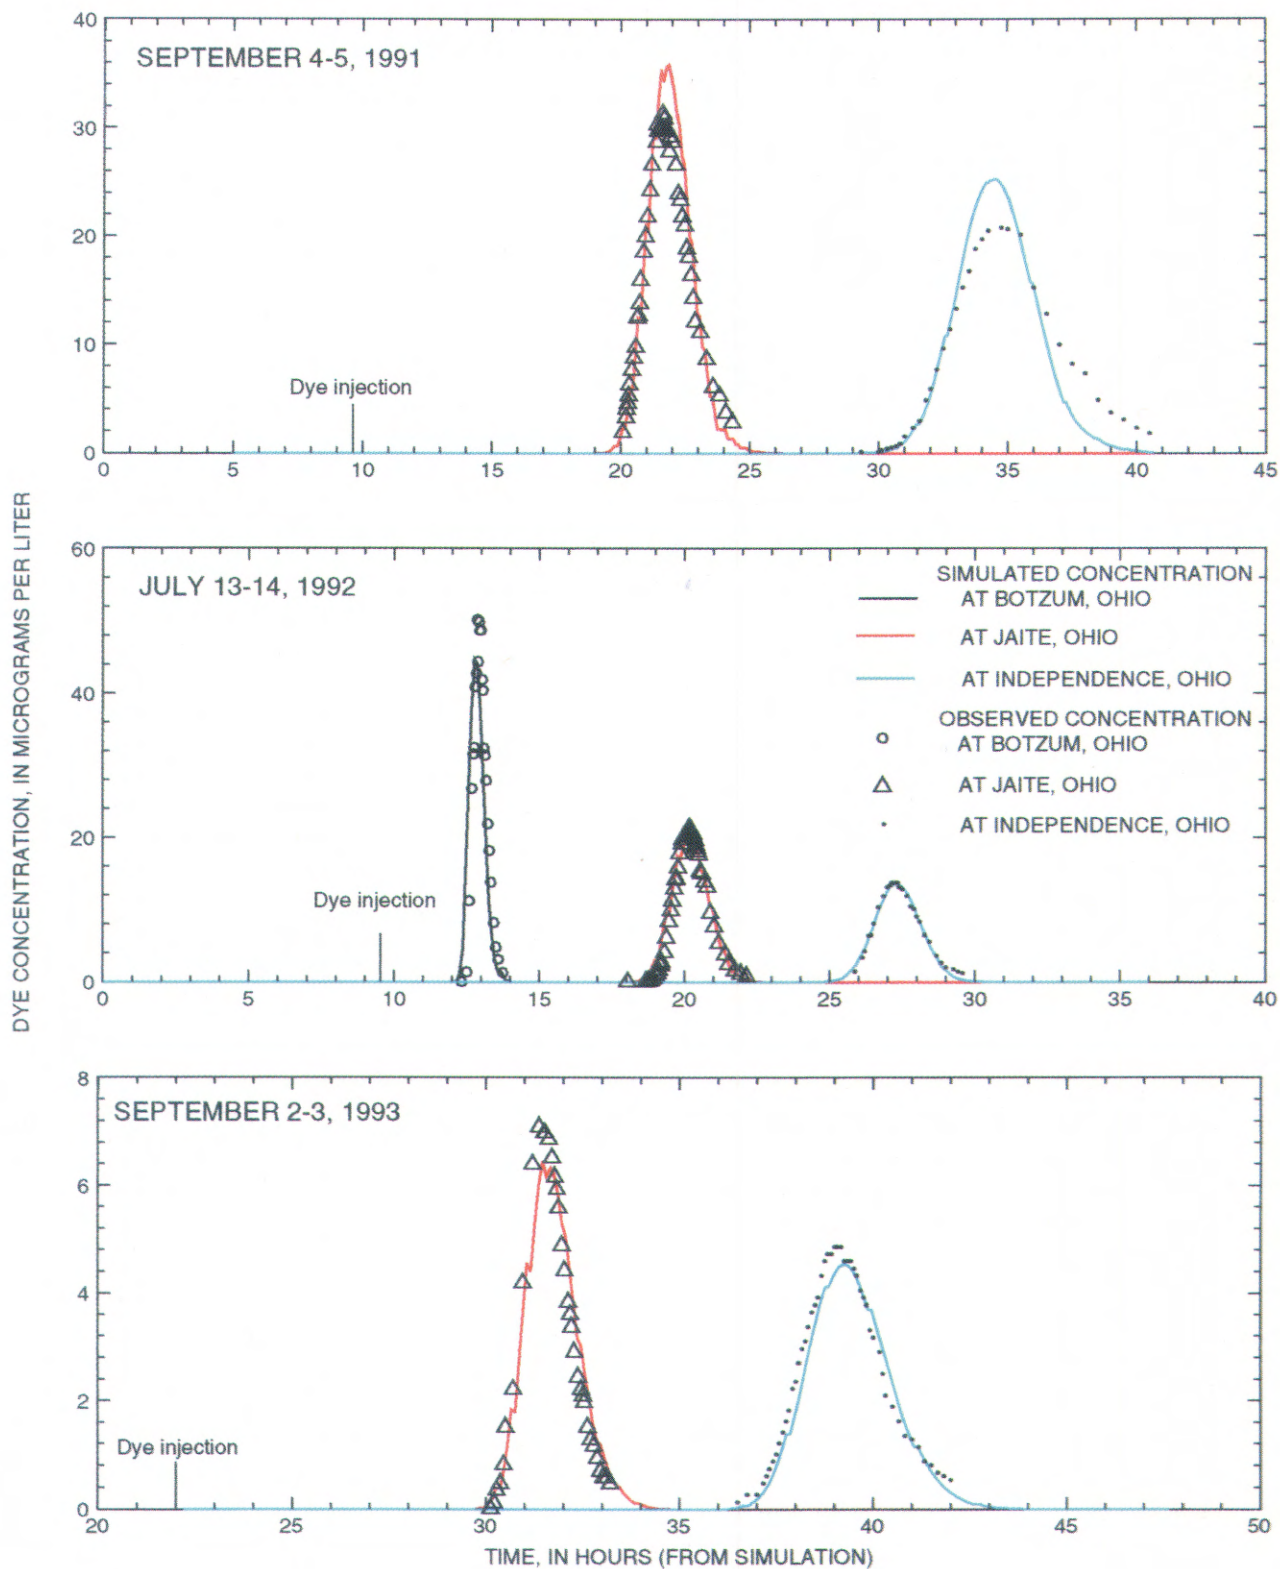 40
SEPTEMBER 4-5, 1991
30
20
10
Dye injection
0
0 5 10 15 20 25 30 35 40 45
DYE CONCENTRATION, IN MICROGRAMS PER LITER
60
JULY 13-14, 1992
SIMULATED CONCENTRATION
AT BOTZUM, OHIO
AT JAITE, OHIO
AT INDEPENDENCE, OHIO
OBSERVED CONCENTRATION
AT BOTZUM, OHIO
AT JAITE, OHIO
AT INDEPENDENCE, OHIO
40
20
Dye injection
0
0 5 10 15 20 25 30 35 40
8
SEPTEMBER 2-3, 1993
6
4
2
Dye injection
0
20 25 30 35 40 45 50
TIME, IN HOURS (FROM SIMULATION)